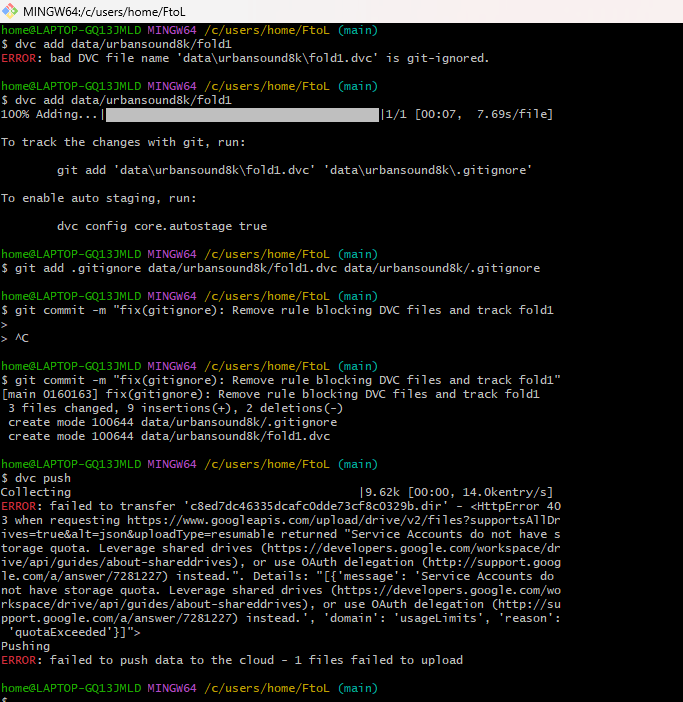 MINGW64:/c/users/home/FtoL
home@LAPTOP-GQ13JMLD MINGW64 /c/users/home/FtoL (main)
$ dvc add data/urbansound8k/fold1
ERROR: bad DVC file name 'data\urbansound8k\fold1.dvc' is git-ignored.
home@LAPTOP-GQ13JMLD MINGW64 /c/users/home/FtoL (main)
$ dvc add data/urbansound8k/fold1
100% Adding...|                                       |1/1 [00:07,  7.69s/file]
To track the changes with git, run:
        git add 'data\urbansound8k\fold1.dvc' 'data\urbansound8k\.gitignore'
To enable auto staging, run:
        dvc config core.autostage true
home@LAPTOP-GQ13JMLD MINGW64 /c/users/home/FtoL (main)
$ git add .gitignore data/urbansound8k/fold1.dvc data/urbansound8k/.gitignore
home@LAPTOP-GQ13JMLD MINGW64 /c/users/home/FtoL (main)
$ git commit -m "fix(gitignore): Remove rule blocking DVC files and track fold1
>
> ^C
home@LAPTOP-GQ13JMLD MINGW64 /c/users/home/FtoL (main)
$ git commit -m "fix(gitignore): Remove rule blocking DVC files and track fold1"
[main 0160163] fix(gitignore): Remove rule blocking DVC files and track fold1
 3 files changed, 9 insertions(+), 2 deletions(-)
 create mode 100644 data/urbansound8k/.gitignore
 create mode 100644 data/urbansound8k/fold1.dvc
home@LAPTOP-GQ13JMLD MINGW64 /c/users/home/FtoL (main)
$ dvc push
Collecting                                         |9.62k [00:00, 14.0kentry/s]
ERROR: failed to transfer 'c8ed7dc46335dcafc0dde73cf8c0329b.dir' - <HttpError 40
3 when requesting https://www.googleapis.com/upload/drive/v2/files?supportsAllDr
ives=true&alt=json&uploadType=resumable returned "Service Accounts do not have s
torage quota. Leverage shared drives (https://developers.google.com/workspace/dr
ive/api/guides/about-shareddrives), or use OAuth delegation (http://support.goog
le.com/a/answer/7281227) instead.". Details: "[{'message': 'Service Accounts do 
not have storage quota. Leverage shared drives (https://developers.google.com/wo
rkspace/drive/api/guides/about-shareddrives), or use OAuth delegation (http://su
pport.google.com/a/answer/7281227) instead.', 'domain': 'usageLimits', 'reason':
 'quotaExceeded'}]">
Pushing
ERROR: failed to push data to the cloud - 1 files failed to upload
home@LAPTOP-GQ13JMLD MINGW64 /c/users/home/FtoL (main)
$